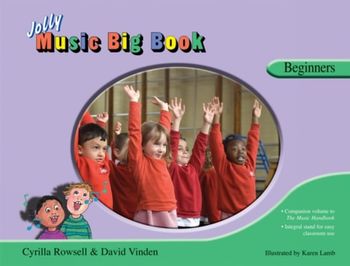 Jolly
Music Big Book
Beginners
• Companion volume to
The Music Handbook
• Integral stand for easy
classroom use
Cyrilla Rowsell & David Vinden
Illustrated by Karen Lamb